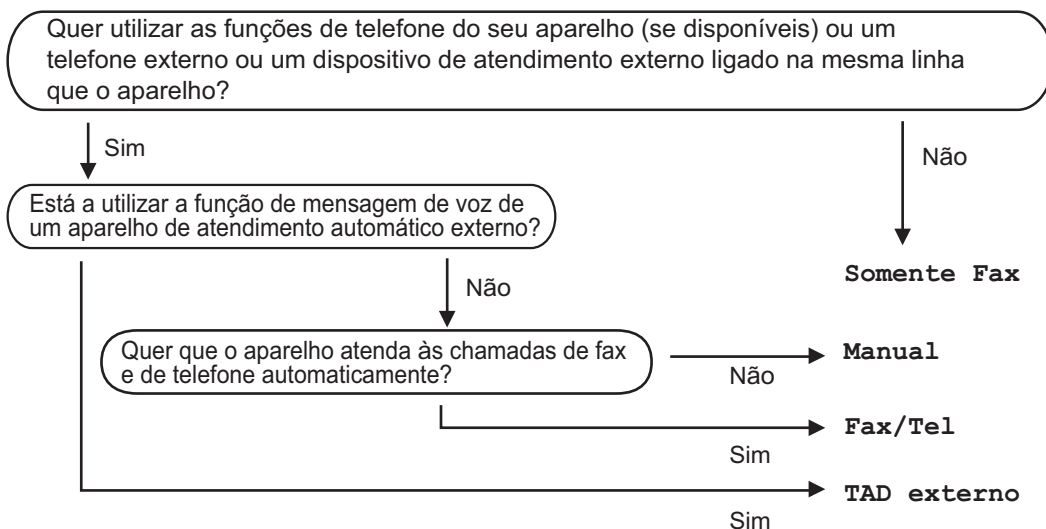 Quer utilizar as funções de telefone do seu aparelho (se disponíveis) ou um
telefone externo ou um dispositivo de atendimento externo ligado na mesma linha
que o aparelho?
Sim
Não
Está a utilizar a função de mensagem de voz de
um aparelho de atendimento automático externo?
Somente Fax
Não
Quer que o aparelho atenda às chamadas de fax
e de telefone automaticamente?
Manual
Não
Fax/Tel
Sim
TAD externo
Sim